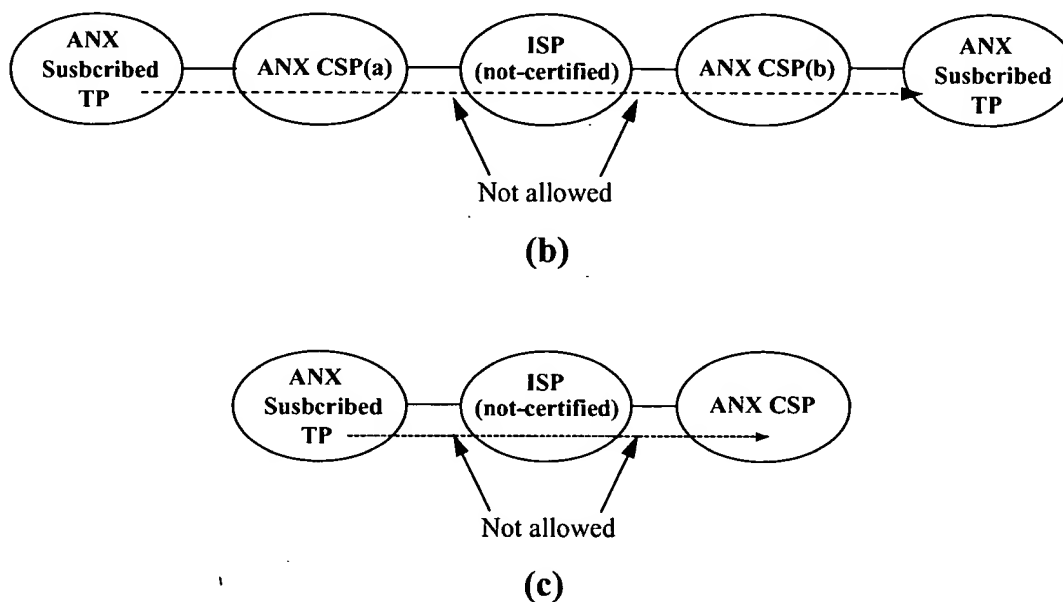 ANX
Susbcribed
TP
ANX CSP(a)
ISP
(not-certified)
ANX CSP(b)
ANX
Susbcribed
TP
Not allowed
(b)
ANX
Susbcribed
TP
ISP
(not-certified)
ANX CSP
Not allowed
(c)